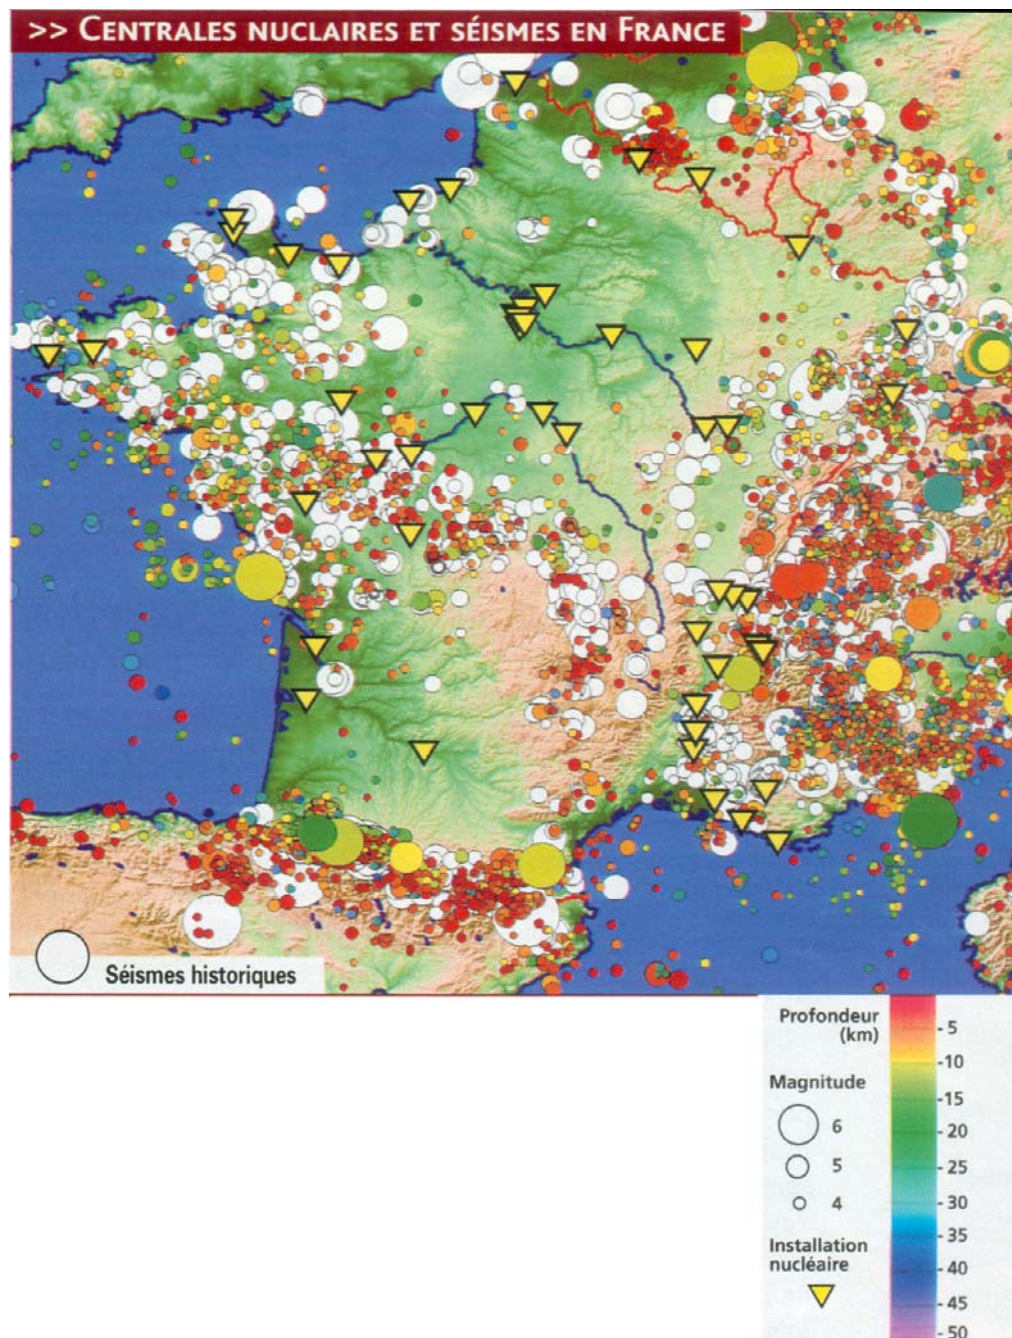 >> CENTRALES NUCLAIRES ET SÉISMES EN FRANCE
Séismes historiques
Profondeur
(km)
Magnitude
6
5
4
Installation
nucléaire
- 5
-10
-15
- 20
- 25
- 30
- 35
- 40
- 45
- 50